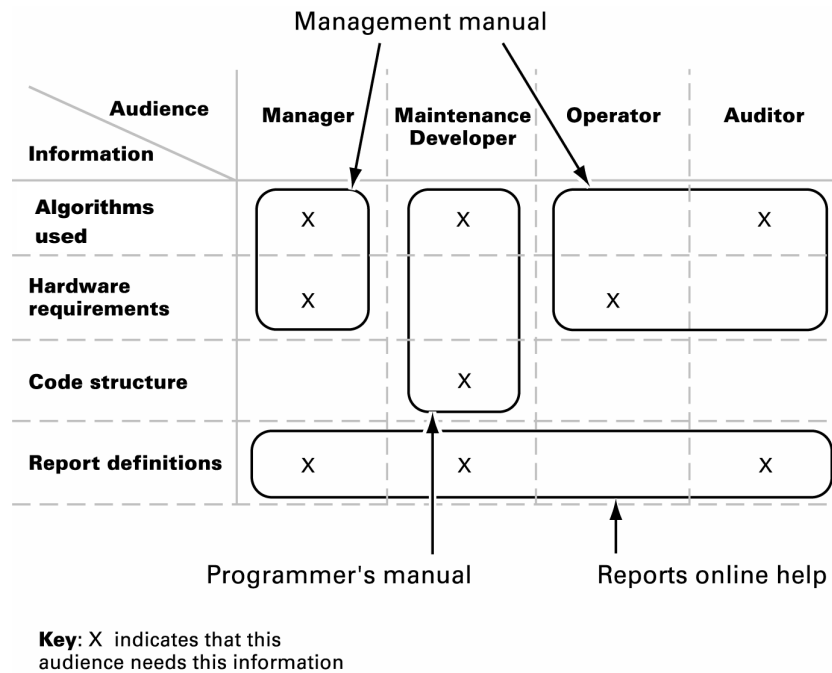 Management manual
Audience
Information
Manager
Maintenance
Developer
Operator
Auditor
Algorithms
used
X X X
Hardware
requirements
X X
Code structure
X
Report definitions
X X X
Programmer's manual
Reports online help
Key: X indicates that this
audience needs this information